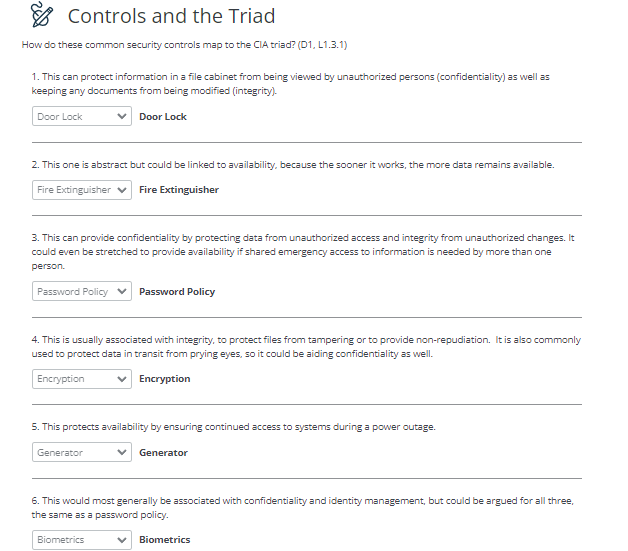 Controls and the Triad
How do these common security controls map to the CIA triad? (D1, L1.3.1)
1. This can protect information in a file cabinet from being viewed by unauthorized persons (confidentiality) as well as
keeping any documents from being modified (integrity).
Door Lock Door Lock
2. This one is abstract but could be linked to availability, because the sooner it works, the more data remains available.
Fire Extinguisher Fire Extinguisher
3. This can provide confidentiality by protecting data from unauthorized access and integrity from unauthorized changes. It
could even be stretched to provide availability if shared emergency access to information is needed by more than one
person.
Password Policy Password Policy
4. This is usually associated with integrity, to protect files from tampering or to provide non-repudiation. It is also commonly
used to protect data in transit from prying eyes, so it could be aiding confidentiality as well.
Encryption Encryption
5. This protects availability by ensuring continued access to systems during a power outage.
Generator Generator
6. This would most generally be associated with confidentiality and identity management, but could be argued for all three,
the same as a password policy.
Biometrics Biometrics